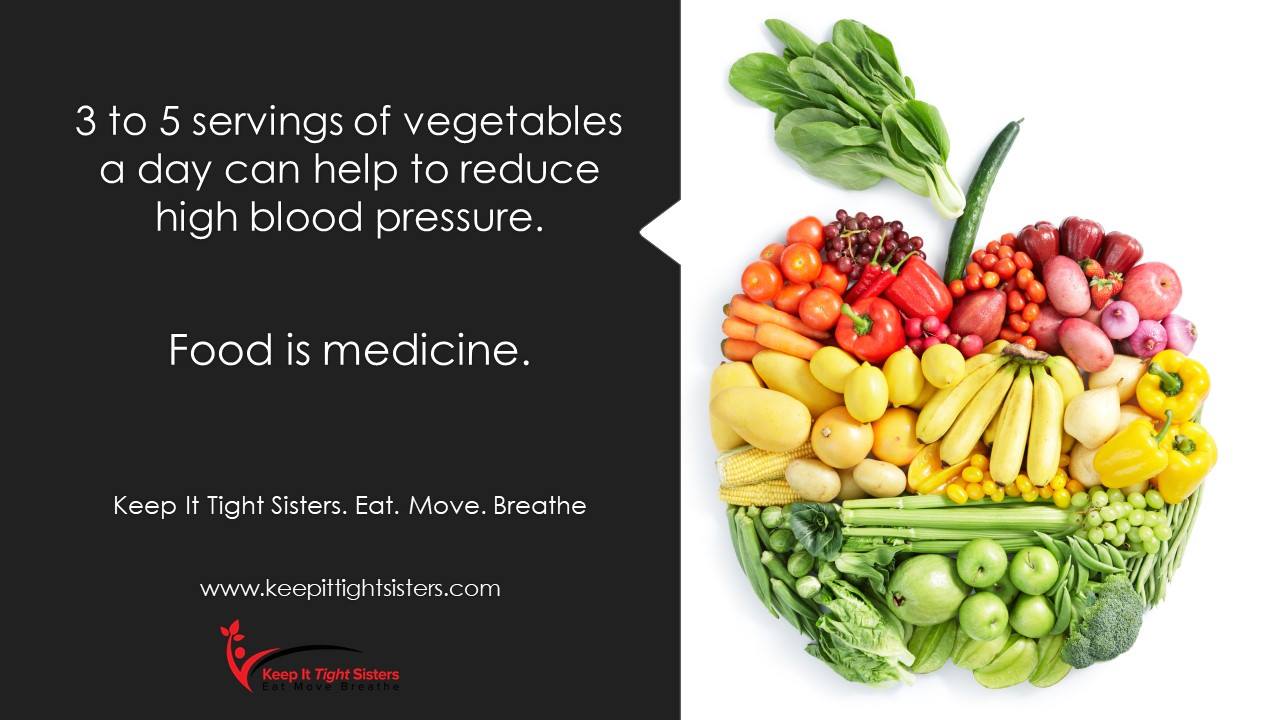 3 to 5 servings of vegetables
a day can help to reduce
high blood pressure.
Food is medicine.
Keep It Tight Sisters. Eat. Move. Breathe
www.keepittightsisters.com
Keep It Tight Sisters
Eat Move Breathe